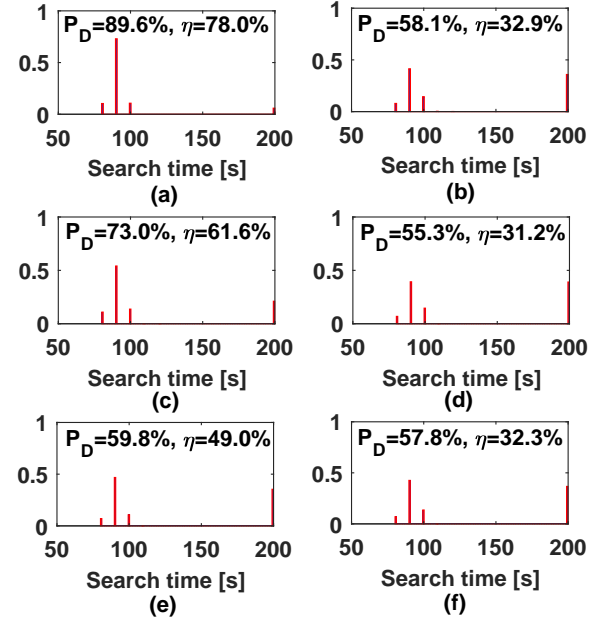 P_D=89.6%, η=78.0%
1
0.5
0
50 100 150 200
Search time [s]
(a)
P_D=58.1%, η=32.9%
1
0.5
0
50 100 150 200
Search time [s]
(b)
P_D=73.0%, η=61.6%
1
0.5
0
50 100 150 200
Search time [s]
(c)
P_D=55.3%, η=31.2%
1
0.5
0
50 100 150 200
Search time [s]
(d)
P_D=59.8%, η=49.0%
1
0.5
0
50 100 150 200
Search time [s]
(e)
P_D=57.8%, η=32.3%
1
0.5
0
50 100 150 200
Search time [s]
(f)